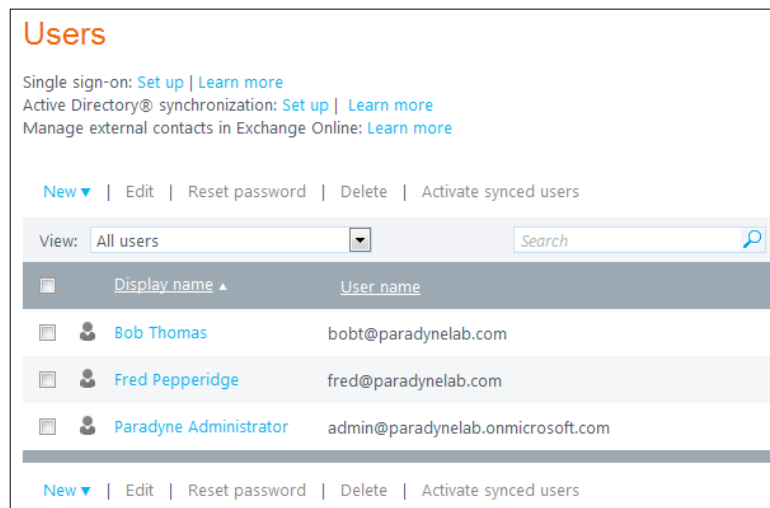 Users
Single sign-on: Set up | Learn more
Active Directory® synchronization: Set up | Learn more
Manage external contacts in Exchange Online: Learn more
New ▾ | Edit | Reset password | Delete | Activate synced users
View: All users Search
Display name ▴ User name
Bob Thomas bobt@paradynelab.com
Fred Pepperidge fred@paradynelab.com
Paradyne Administrator admin@paradynelab.onmicrosoft.com
New ▾ | Edit | Reset password | Delete | Activate synced users